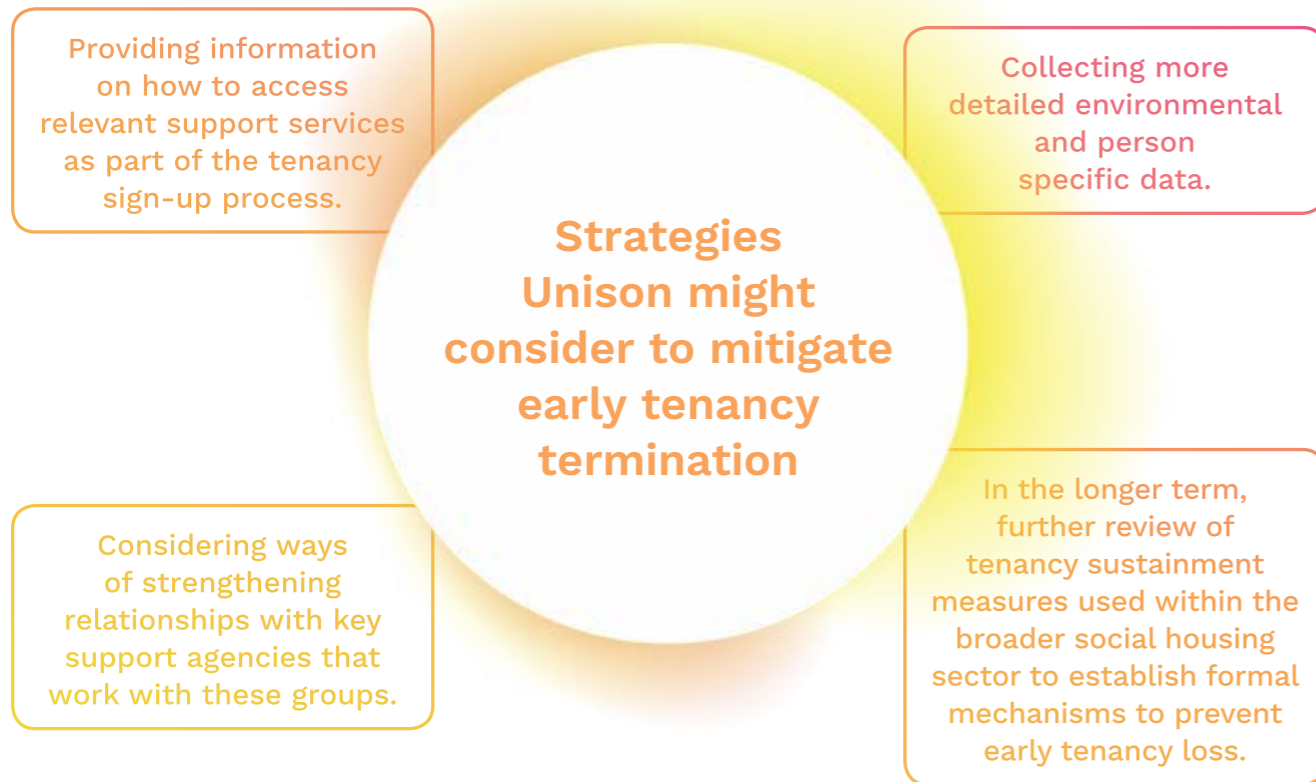 Providing information
on how to access
relevant support services
as part of the tenancy
sign-up process.
Collecting more
detailed environmental
and person
specific data.
Strategies
Unison might
consider to mitigate
early tenancy
termination
Considering ways
of strengthening
relationships with key
support agencies that
work with these groups.
In the longer term,
further review of
tenancy sustainment
measures used within the
broader social housing
sector to establish formal
mechanisms to prevent
early tenancy loss.